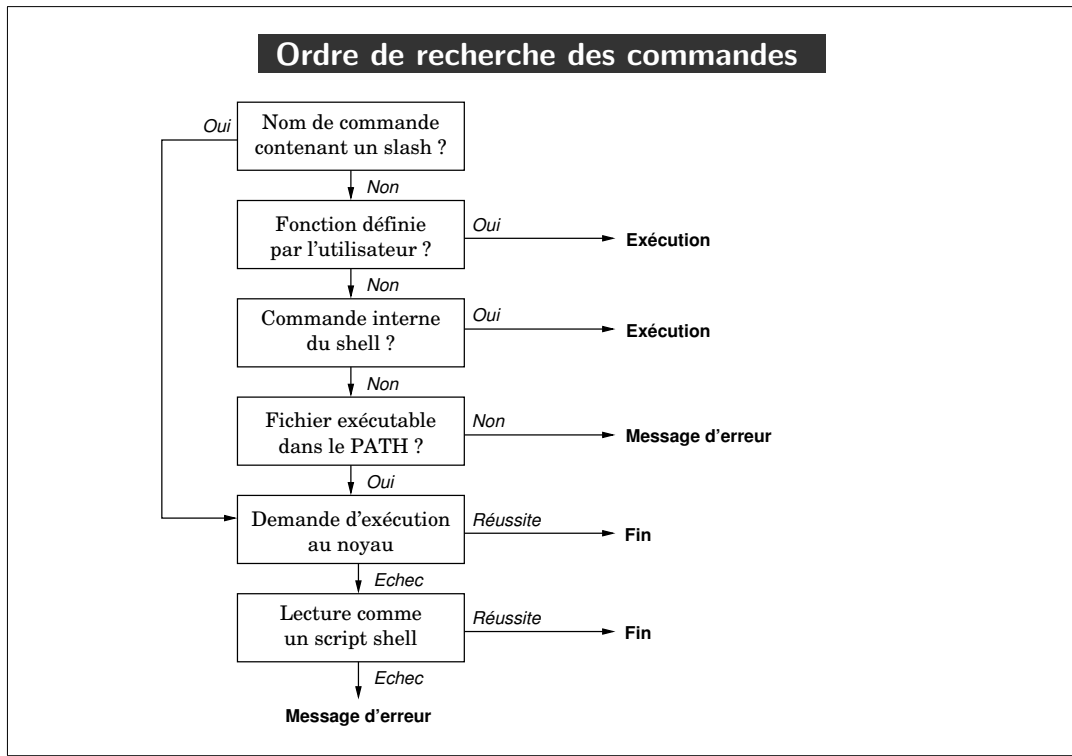 Ordre de recherche des commandes
Oui
Nom de commande
contenant un slash ?
Non
Fonction définie
par l'utilisateur ?
Oui
Exécution
Non
Commande interne
du shell ?
Oui
Exécution
Non
Fichier exécutable
dans le PATH ?
Non
Message d'erreur
Oui
Demande d'exécution
au noyau
Réussite
Fin
Echec
Lecture comme
un script shell
Réussite
Fin
Echec
Message d'erreur